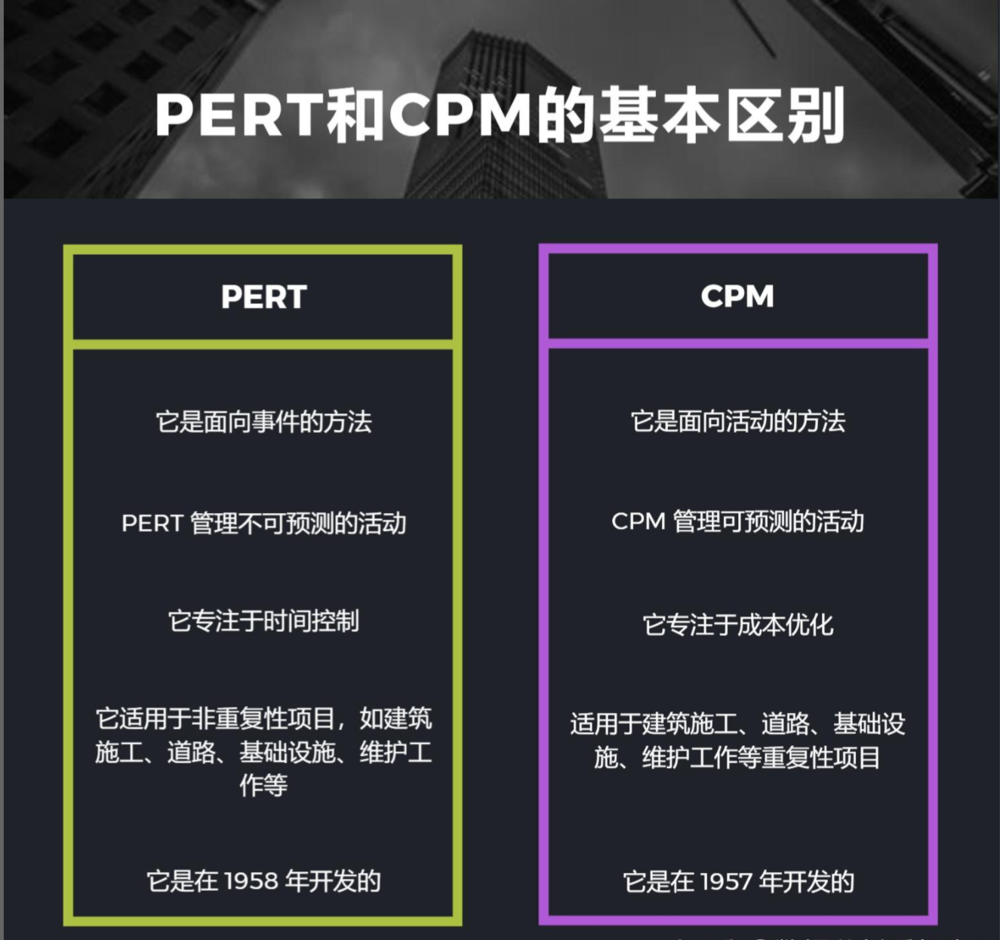 PERT和CPM的基本区别
PERT
它是面向事件的方法
PERT 管理不可预测的活动
它专注于时间控制
它适用于非重复性项目，如建筑
施工、道路、基础设施、维护工
作等
它是在 1958 年开发的
CPM
它是面向活动的方法
CPM 管理可预测的活动
它专注于成本优化
适用于建筑施工、道路、基础设
施、维护工作等重复性项目
它是在 1957 年开发的